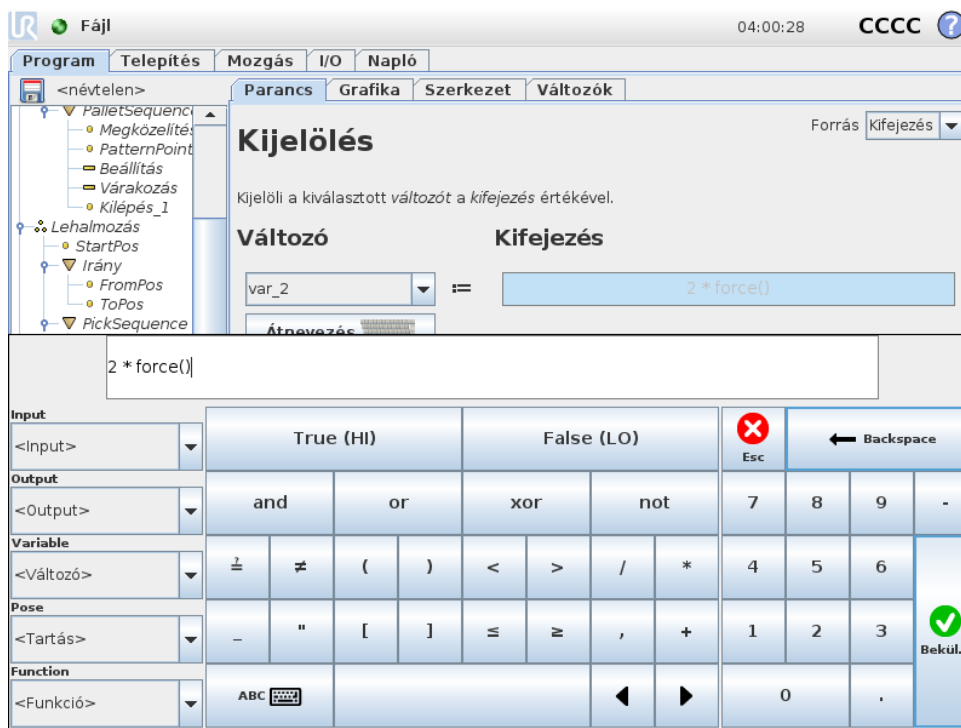 UR Fájl 04:00:28 CCCC ?
Program Telepítés Mozgás I/O Napló
<névtelen> Parancs Grafika Szerkezet Változók
PalletSequence
Megközelítés
PatternPoint
Beállítás
Várakozás
Kilépés_1
Lehalmozás
StartPos
Irány
FromPos
ToPos
PickSequence
Forrás Kifejezés
Kijelölés
Kijelöli a kiválasztott változót a kifejezés értékével.
Változó Kifejezés
var_2 := 2 * force()
Átnevezés
2 * force()
Input
<Input>
Output
<Output>
Variable
<Változó>
Pose
<Tartás>
Function
<Funkció>
True (HI) False (LO) Esc Backspace
and or xor not 7 8 9 -
≟ ≠ ( ) < > / * 4 5 6
_ " [ ] ≤ ≥ , + 1 2 3 Bekül.
ABC 0 .